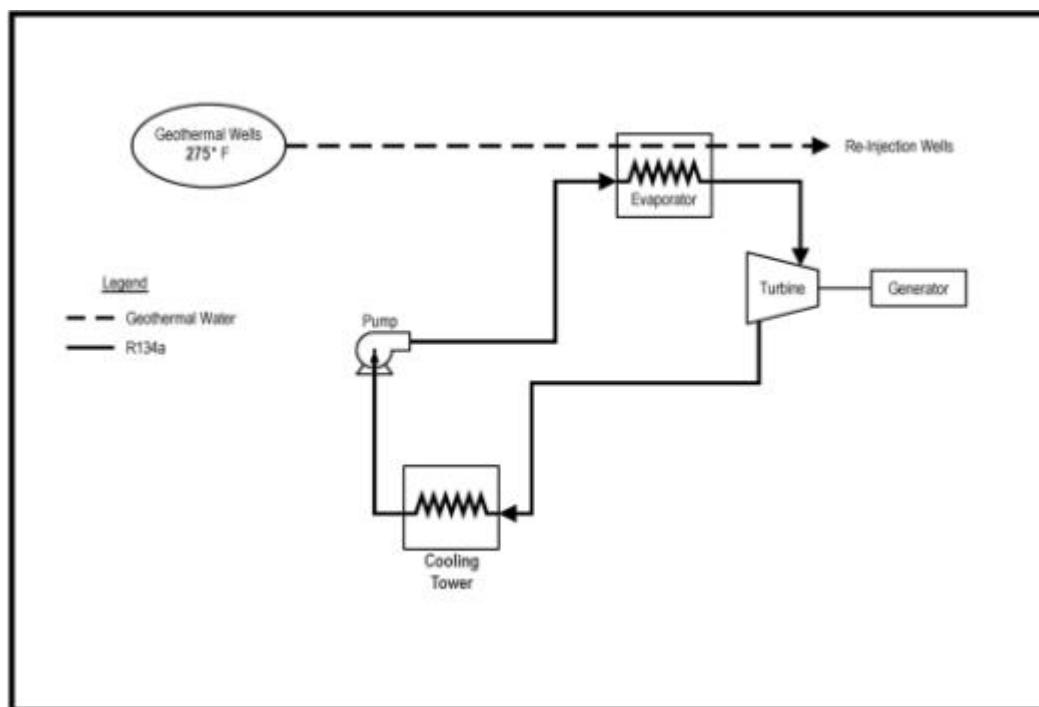 Geothermal Wells
275° F
Re-Injection Wells
Evaporator
Turbine
Generator
Legend
Geothermal Water
R134a
Pump
Cooling
Tower